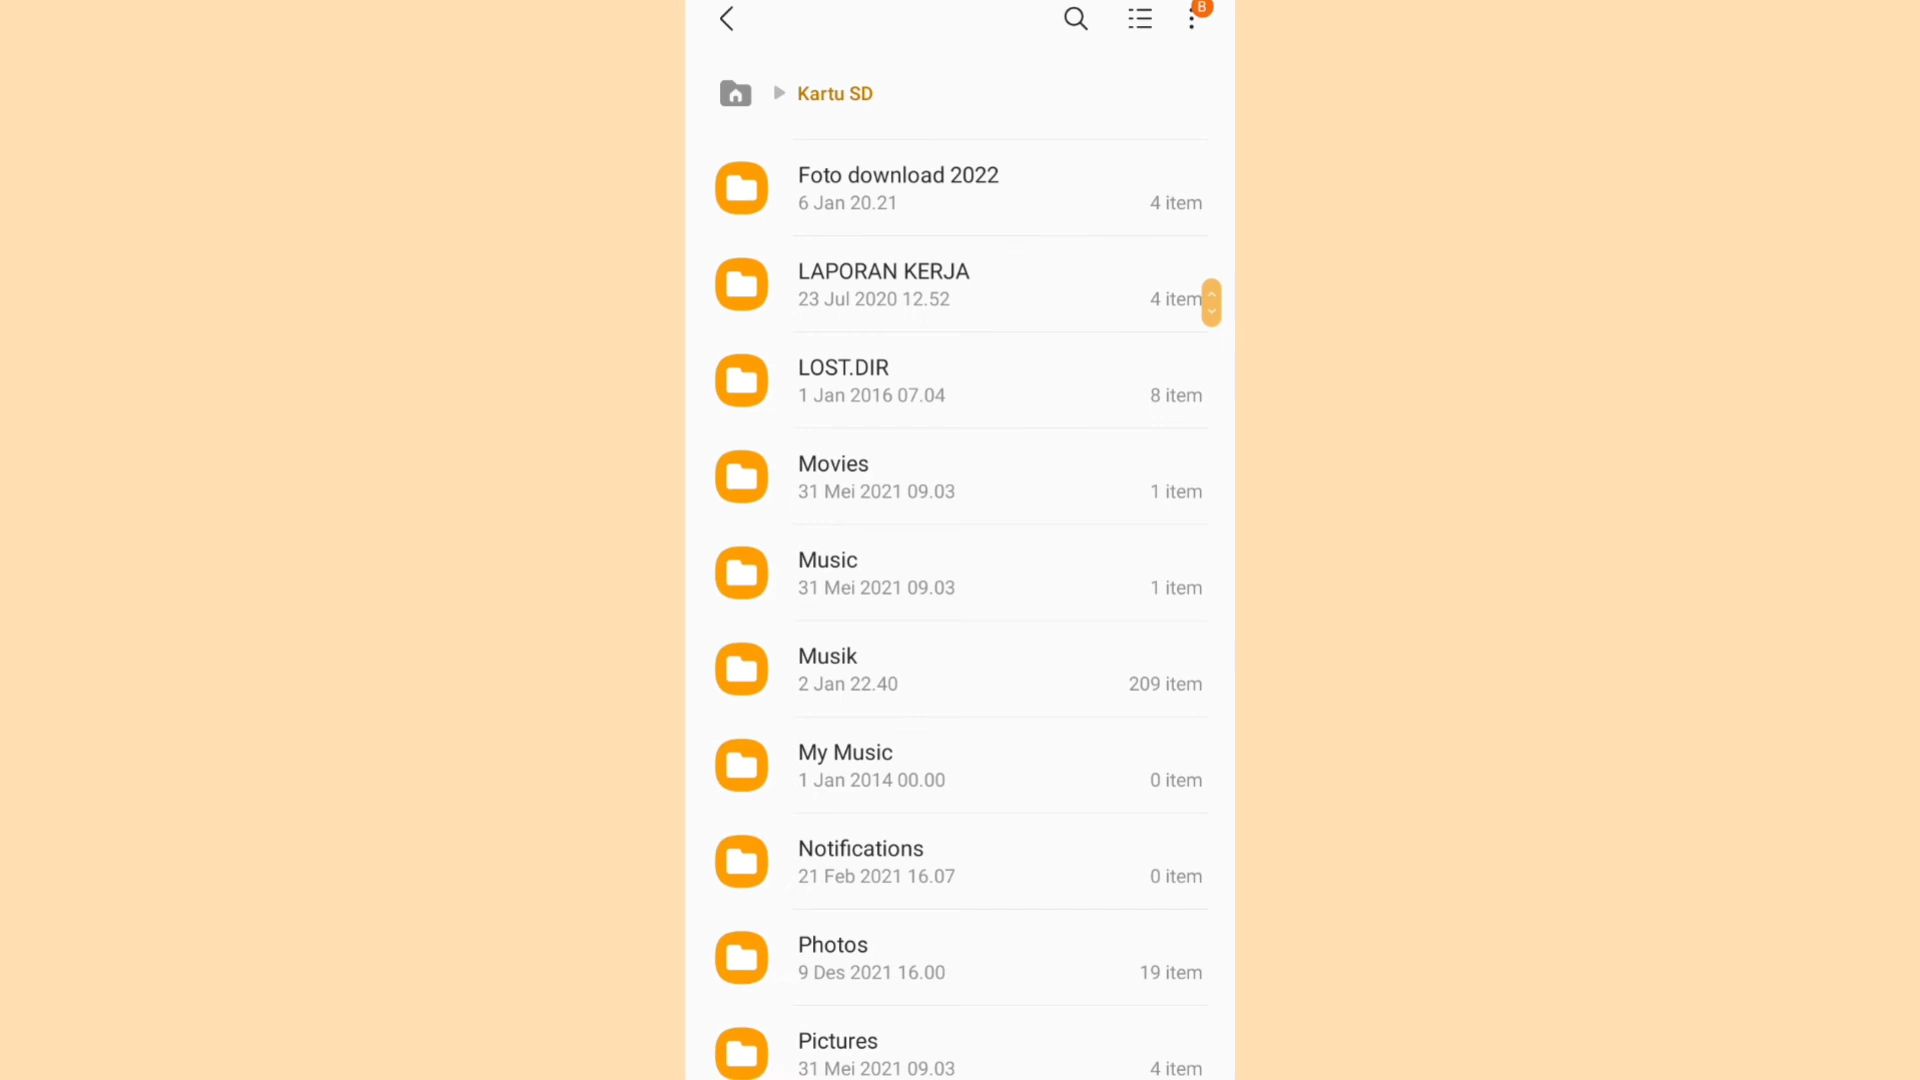 B
Kartu SD
Foto download 2022
6 Jan 20.21
4 item
LAPORAN KERJA
23 Jul 2020 12.52
4 item
LOST.DIR
1 Jan 2016 07.04
8 item
Movies
31 Mei 2021 09.03
1 item
Music
31 Mei 2021 09.03
1 item
Musik
2 Jan 22.40
209 item
My Music
1 Jan 2014 00.00
0 item
Notifications
21 Feb 2021 16.07
0 item
Photos
9 Des 2021 16.00
19 item
Pictures
31 Mei 2021 09.03
4 item